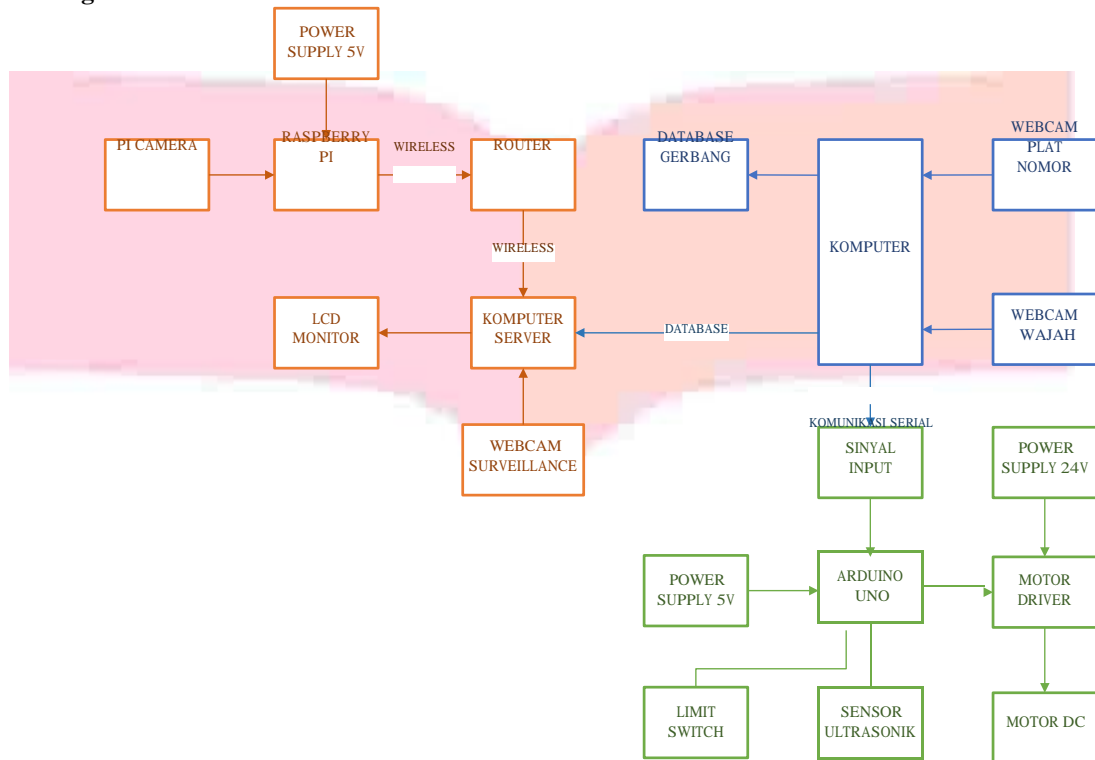 POWER
SUPPLY 5V
PI CAMERA
RASPBERRY
PI
WIRELESS
ROUTER
DATABASE
GERBANG
WEBCAM
PLAT
NOMOR
KOMPUTER
WIRELESS
LCD
MONITOR
KOMPUTER
SERVER
DATABASE
WEBCAM
WAJAH
KOMUNIKASI SERIAL
WEBCAM
SURVEILLANCE
SINYAL
INPUT
POWER
SUPPLY 24V
POWER
SUPPLY 5V
ARDUINO
UNO
MOTOR
DRIVER
LIMIT
SWITCH
SENSOR
ULTRASONIK
MOTOR DC